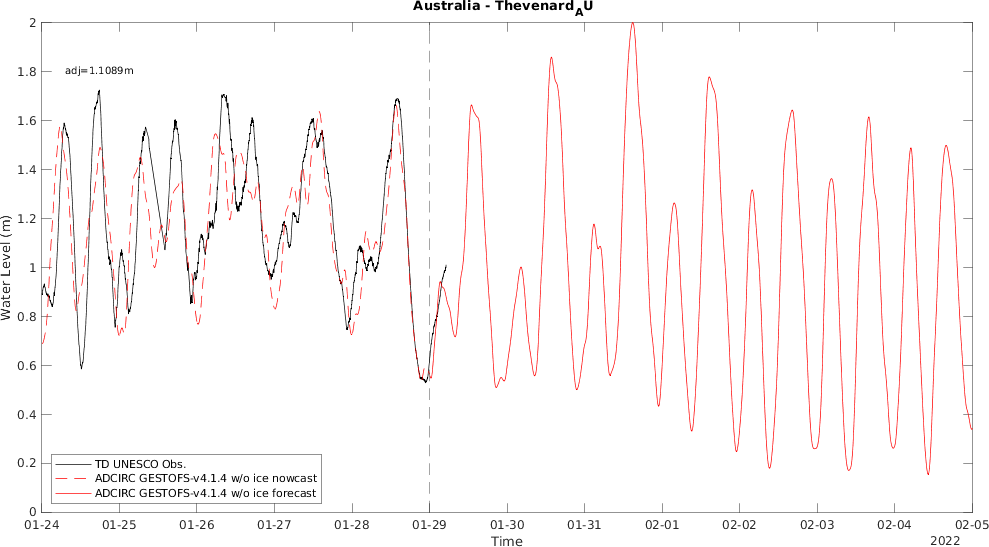 Australia - ThevenardAU
2
1.8
adj=1.1089m
1.6
1.4
1.2
1
0.8
0.6
0.4
0.2
0
Water Level (m)
TD UNESCO Obs.
ADCIRC GESTOFS-v4.1.4 w/o ice nowcast
ADCIRC GESTOFS-v4.1.4 w/o ice forecast
01-24 01-25 01-26 01-27 01-28 01-29 01-30 01-31 02-01 02-02 02-03 02-04 02-05
Time
2022